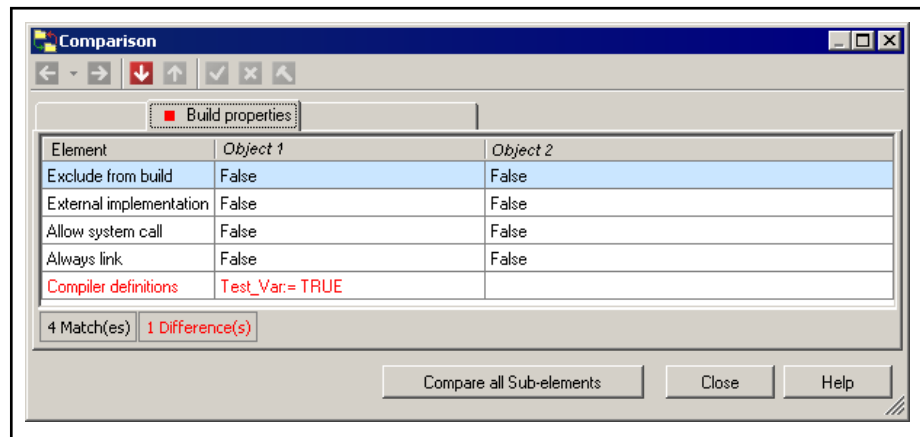 Comparison
Build properties
Element Object 1 Object 2
Exclude from build False False
External implementation False False
Allow system call False False
Always link False False
Compiler definitions Test_Var:= TRUE
4 Match(es) 1 Difference(s)
Compare all Sub-elements Close Help